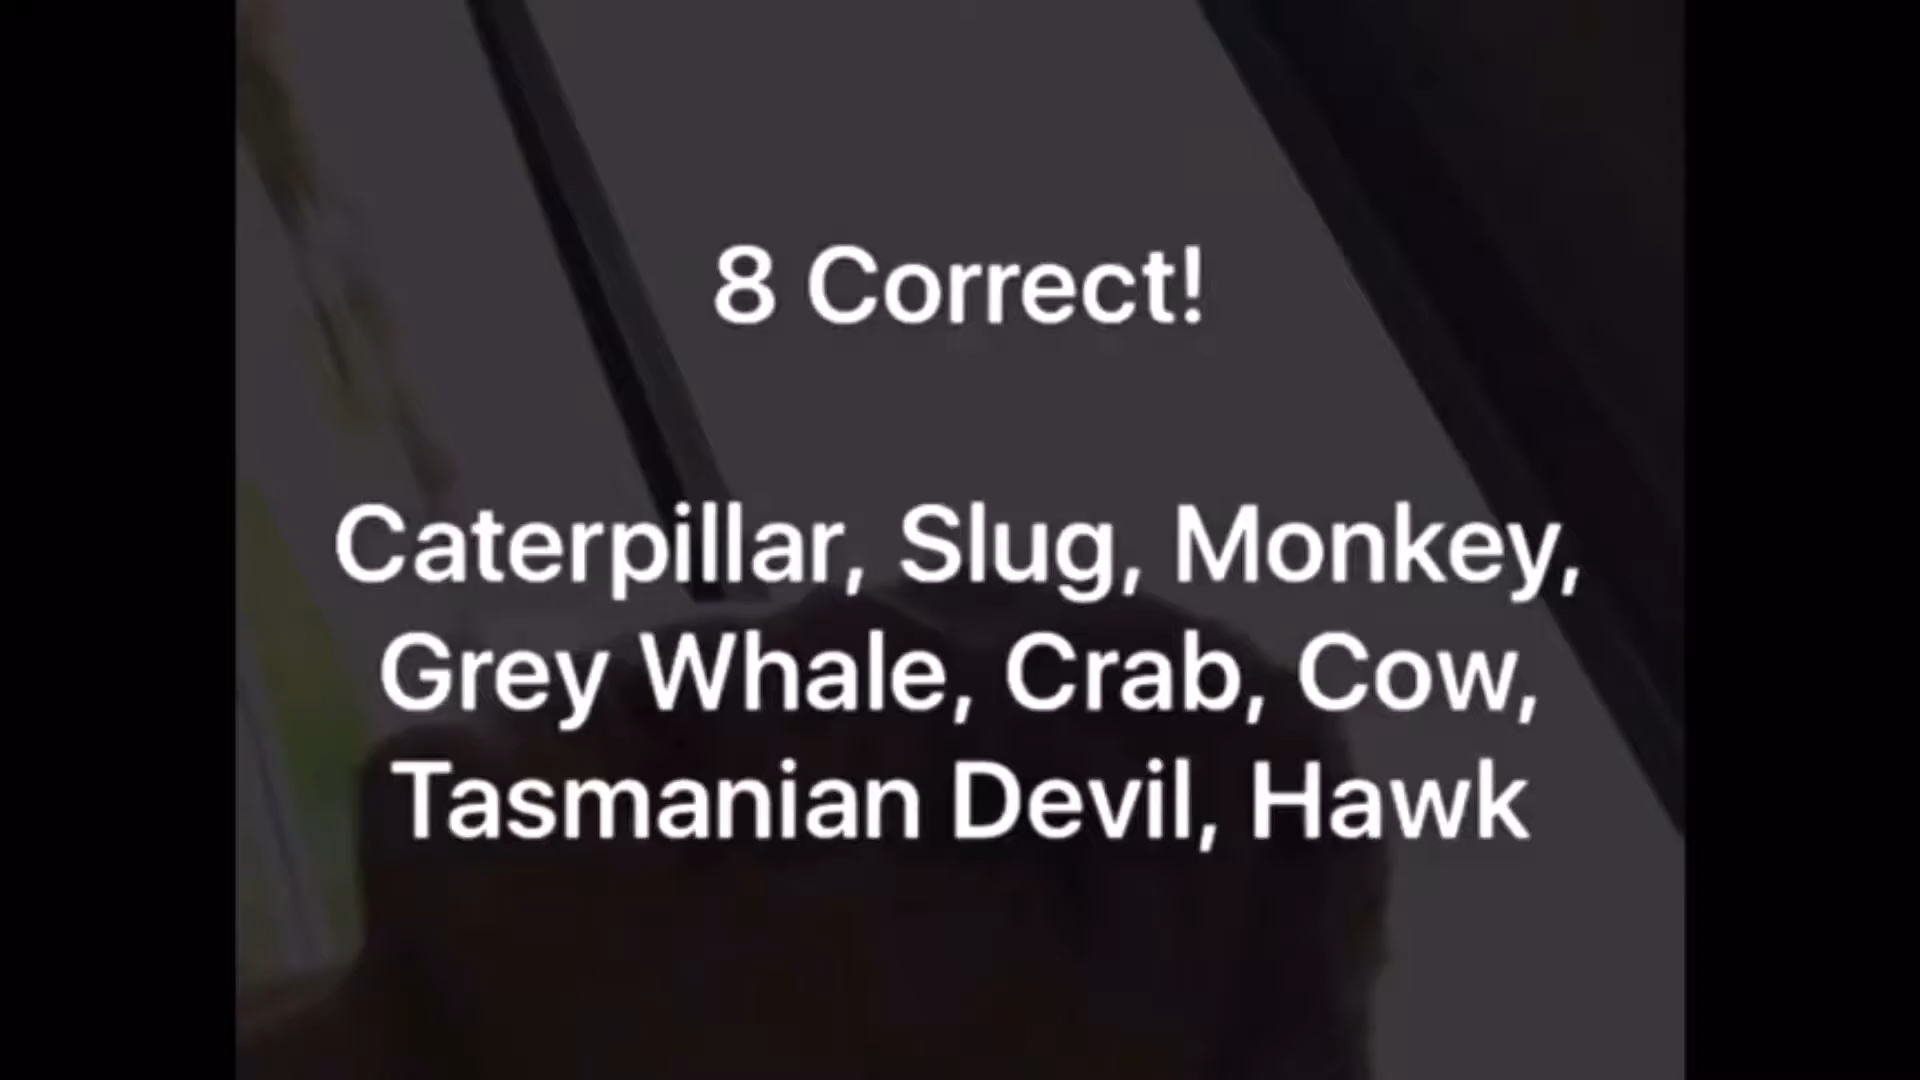 8 Correct!
Caterpillar, Slug, Monkey,
Grey Whale, Crab, Cow,
Tasmanian Devil, Hawk